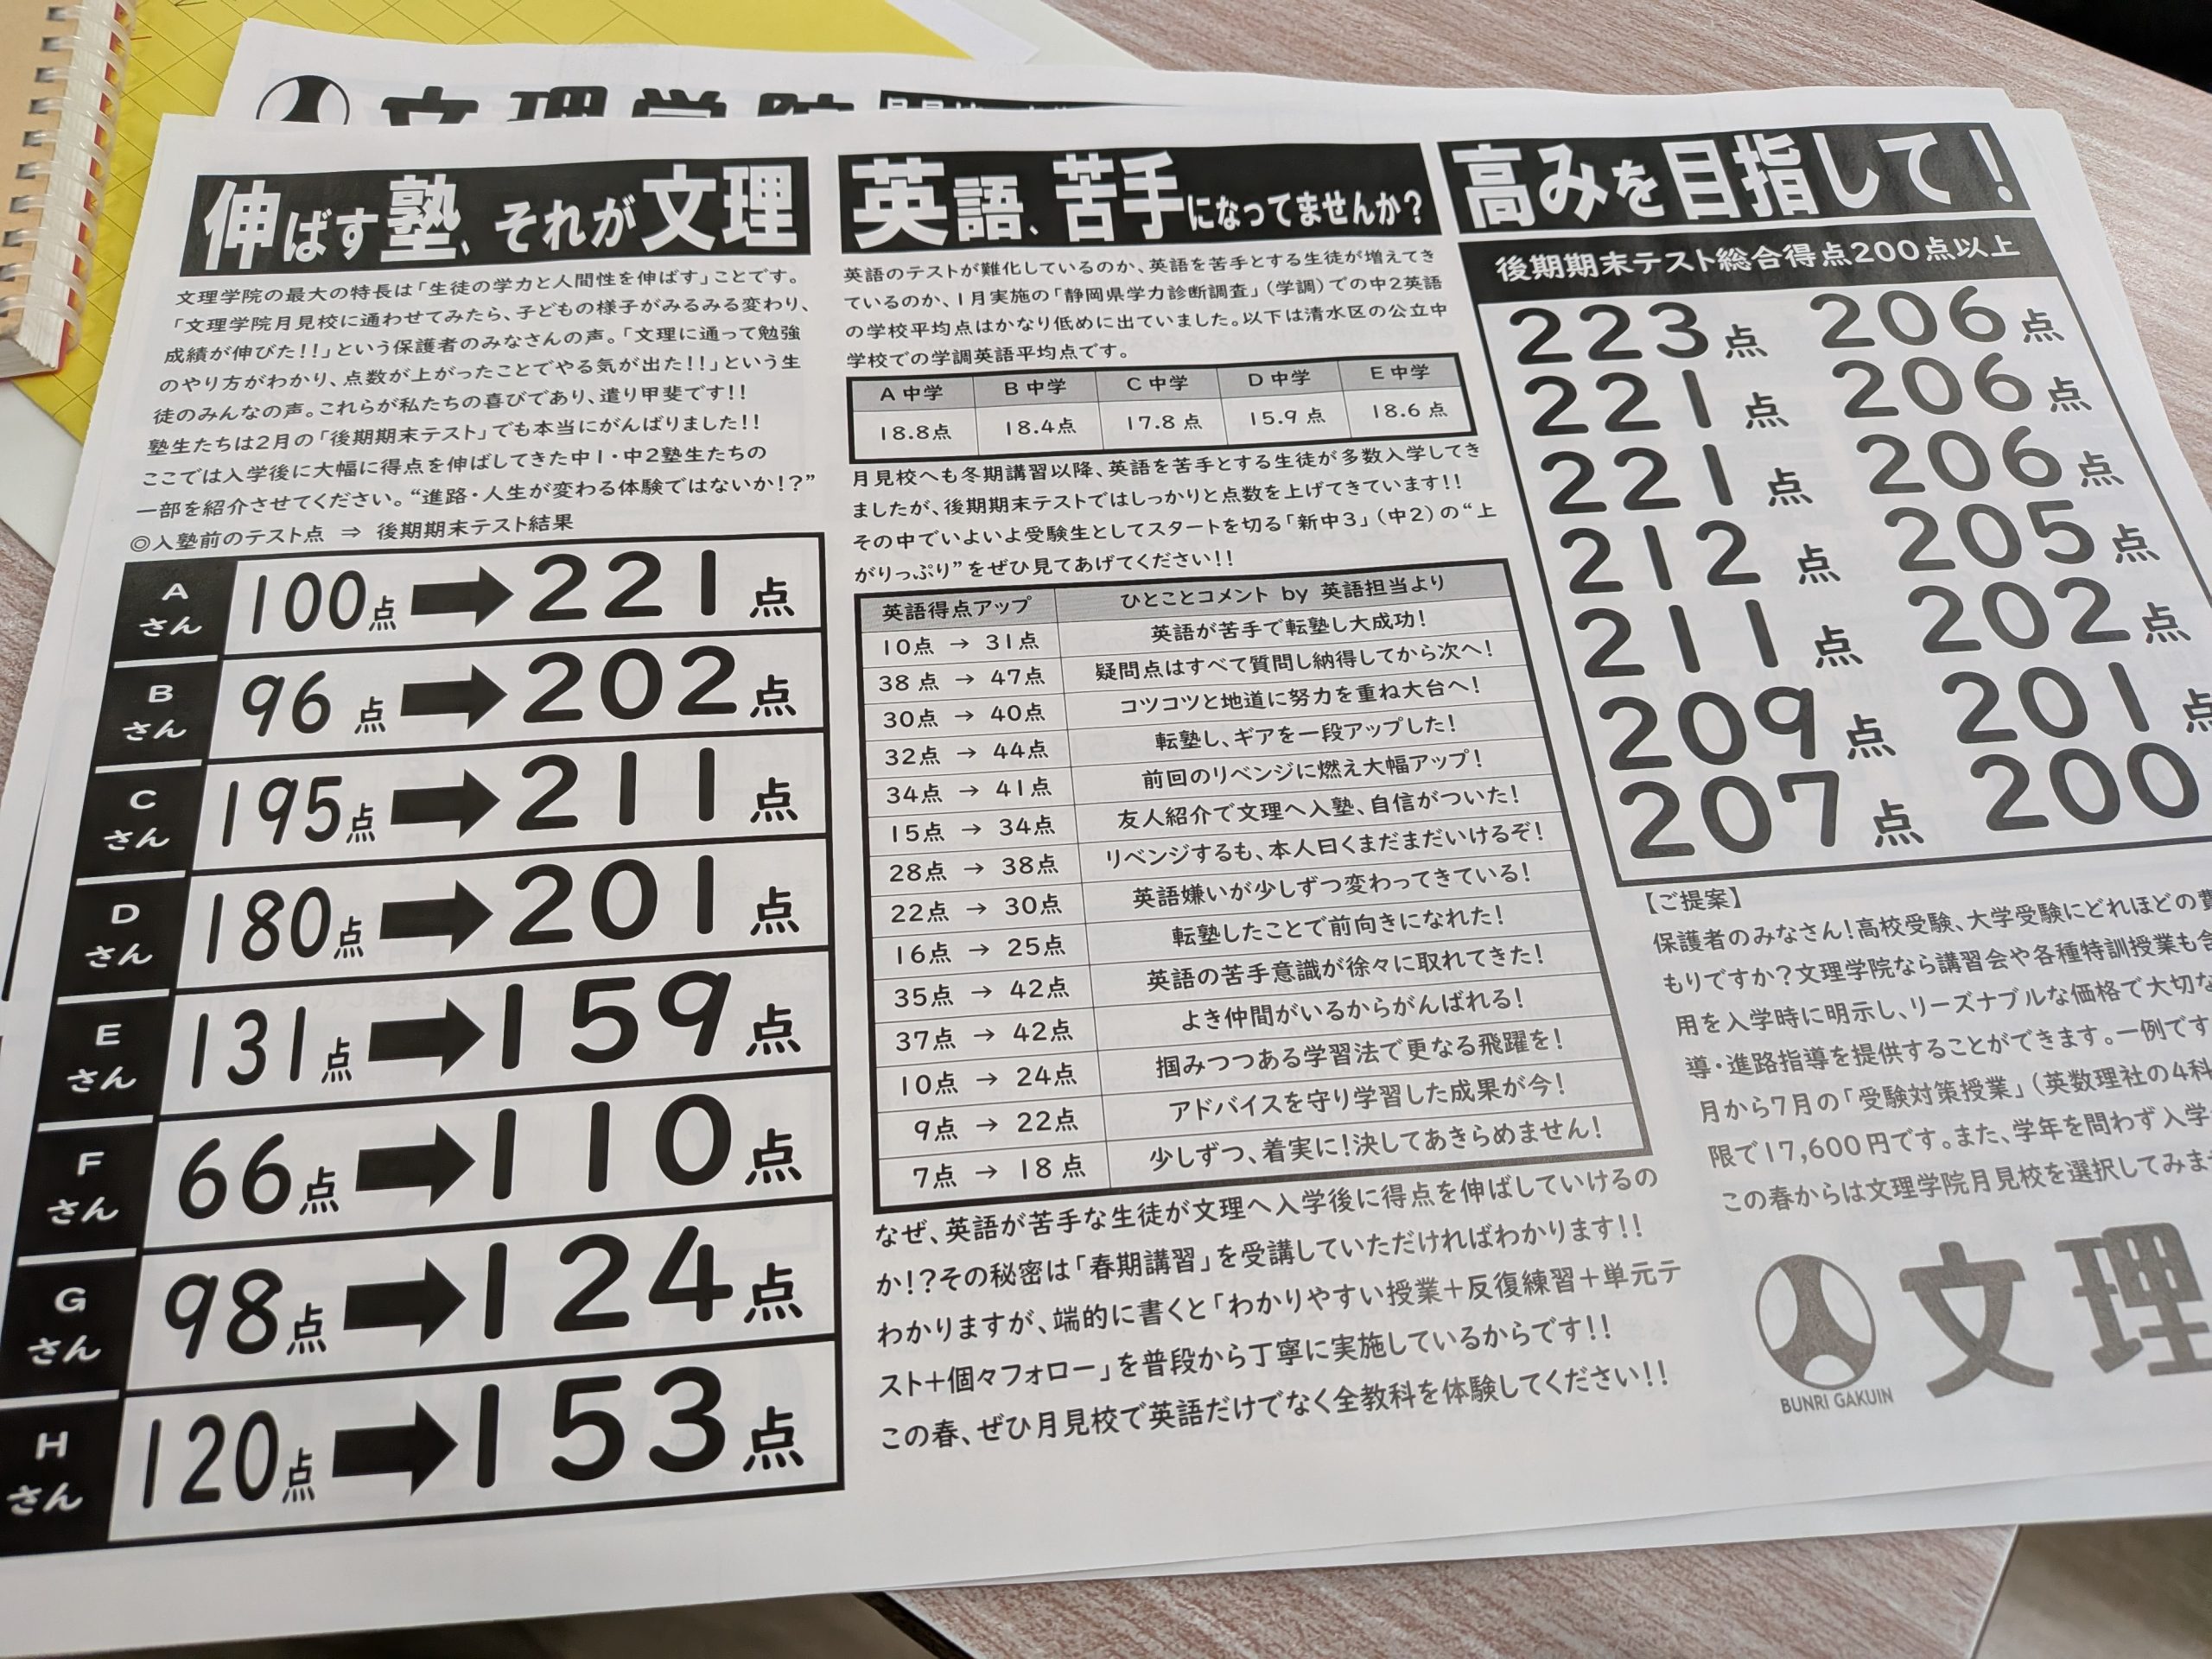 文理学院
伸ばす塾、それが文理
文理学院の最大の特長は「生徒の学力と人間性を伸ばす」ことです。
「文理学院月見校に通わせてみたら、子どもの様子がみるみる変わり、
成績が伸びた!!」という保護者のみなさんの声。「文理に通って勉強
のやり方がわかり、点数が上がったことでやる気が出た!!」という生
徒のみんなの声。これらが私たちの喜びであり、遣り甲斐です!!
塾生たちは2月の「後期期末テスト」でも本当にがんばりました!!
ここでは入学後に大幅に得点を伸ばしてきた中1・中2塾生たちの
一部を紹介させてください。“進路・人生が変わる体験ではないか!?”
◎入塾前のテスト点 ⇒ 後期期末テスト結果
Aさん 100点 ➡ 221点
Bさん 96点 ➡ 202点
Cさん 195点 ➡ 211点
Dさん 180点 ➡ 201点
Eさん 131点 ➡ 159点
Fさん 66点 ➡ 110点
Gさん 98点 ➡ 124点
Hさん 120点 ➡ 153点
英語、苦手になってませんか?
英語のテストが難化しているのか、英語を苦手とする生徒が増えてき
ているのか、1月実施の「静岡県学力診断調査」(学調)での中2英語
の学校平均点はかなり低めに出ていました。以下は清水区の公立中
学校での学調英語平均点です。
A中学 B中学 C中学 D中学 E中学
18.8点 18.4点 17.8点 15.9点 18.6点
月見校へも冬期講習以降、英語を苦手とする生徒が多数入学してき
ましたが、後期期末テストではしっかりと点数を上げてきています!!
その中でいよいよ受験生としてスタートを切る「新中3」(中2)の“上
がりっぷり”をぜひ見てあげてください!!
英語得点アップ ひとことコメント by 英語担当より
10点 → 31点 英語が苦手で転塾し大成功!
38点 → 47点 疑問点はすべて質問し納得してから次へ!
30点 → 40点 コツコツと地道に努力を重ね大台へ!
32点 → 44点 転塾し、ギアを一段アップした!
34点 → 41点 前回のリベンジに燃え大幅アップ!
15点 → 34点 友人紹介で文理へ入塾、自信がついた!
28点 → 38点 リベンジするも、本人曰くまだまだいけるぞ!
22点 → 30点 英語嫌いが少しずつ変わってきている!
16点 → 25点 転塾したことで前向きになれた!
35点 → 42点 英語の苦手意識が徐々に取れてきた!
37点 → 42点 よき仲間がいるからがんばれる!
10点 → 24点 掴みつつある学習法で更なる飛躍を!
9点 → 22点 アドバイスを守り学習した成果が今!
7点 → 18点 少しずつ、着実に!決してあきらめません!
なぜ、英語が苦手な生徒が文理へ入学後に得点を伸ばしていけるの
か!?その秘密は「春期講習」を受講していただければわかります!!
わかりますが、端的に書くと「わかりやすい授業+反復練習+単元テ
スト+個々フォロー」を普段から丁寧に実施しているからです!!
この春、ぜひ月見校で英語だけでなく全教科を体験してください!!
高みを目指して!
後期期末テスト総合得点200点以上
223点 206点
221点 206点
221点 206点
212点 205点
211点 202点
209点 201点
207点 200
【ご提案】
保護者のみなさん!高校受験、大学受験にどれほどの費
もりですか?文理学院なら講習会や各種特訓授業も含
用を入学時に明示し、リーズナブルな価格で大切な
導・進路指導を提供することができます。一例です
月から7月の「受験対策授業」(英数理社の4科
限で17,600円です。また、学年を問わず入学
この春からは文理学院月見校を選択してみま
文理
BUNRI GAKUIN